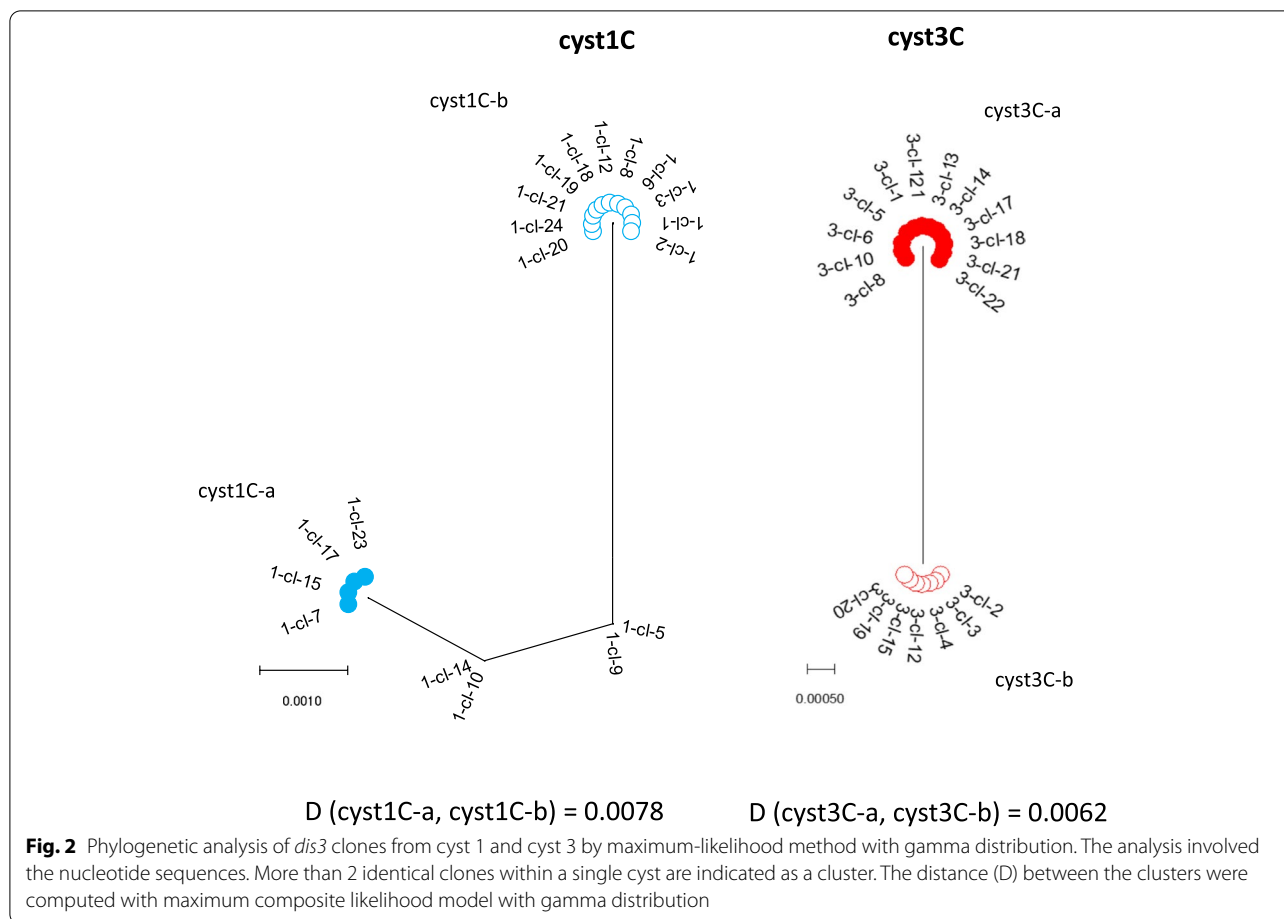 cyst1C
cyst3C
cyst1C-b
cyst3C-a
1-cl-20
1-cl-24
1-cl-21
1-cl-19
1-cl-18
1-cl-12
1-cl-8
1-cl-6
1-cl-3
1-cl-1
1-cl-2
3-cl-8
3-cl-10
3-cl-6
3-cl-5
3-cl-1
3-cl-12 1
3-cl-13
3-cl-14
3-cl-17
3-cl-18
3-cl-21
3-cl-22
cyst1C-a
1-cl-7
1-cl-15
1-cl-17
1-cl-23
1-cl-14
1-cl-10
1-cl-5
1-cl-9
3-cl-20
3-cl-19
3-cl-15
3-cl-12
3-cl-4
3-cl-3
3-cl-2
cyst3C-b
0.0010
0.00050
D (cyst1C-a, cyst1C-b) = 0.0078
D (cyst3C-a, cyst3C-b) = 0.0062
Fig. 2 Phylogenetic analysis of dis3 clones from cyst 1 and cyst 3 by maximum-likelihood method with gamma distribution. The analysis involved
the nucleotide sequences. More than 2 identical clones within a single cyst are indicated as a cluster. The distance (D) between the clusters were
computed with maximum composite likelihood model with gamma distribution